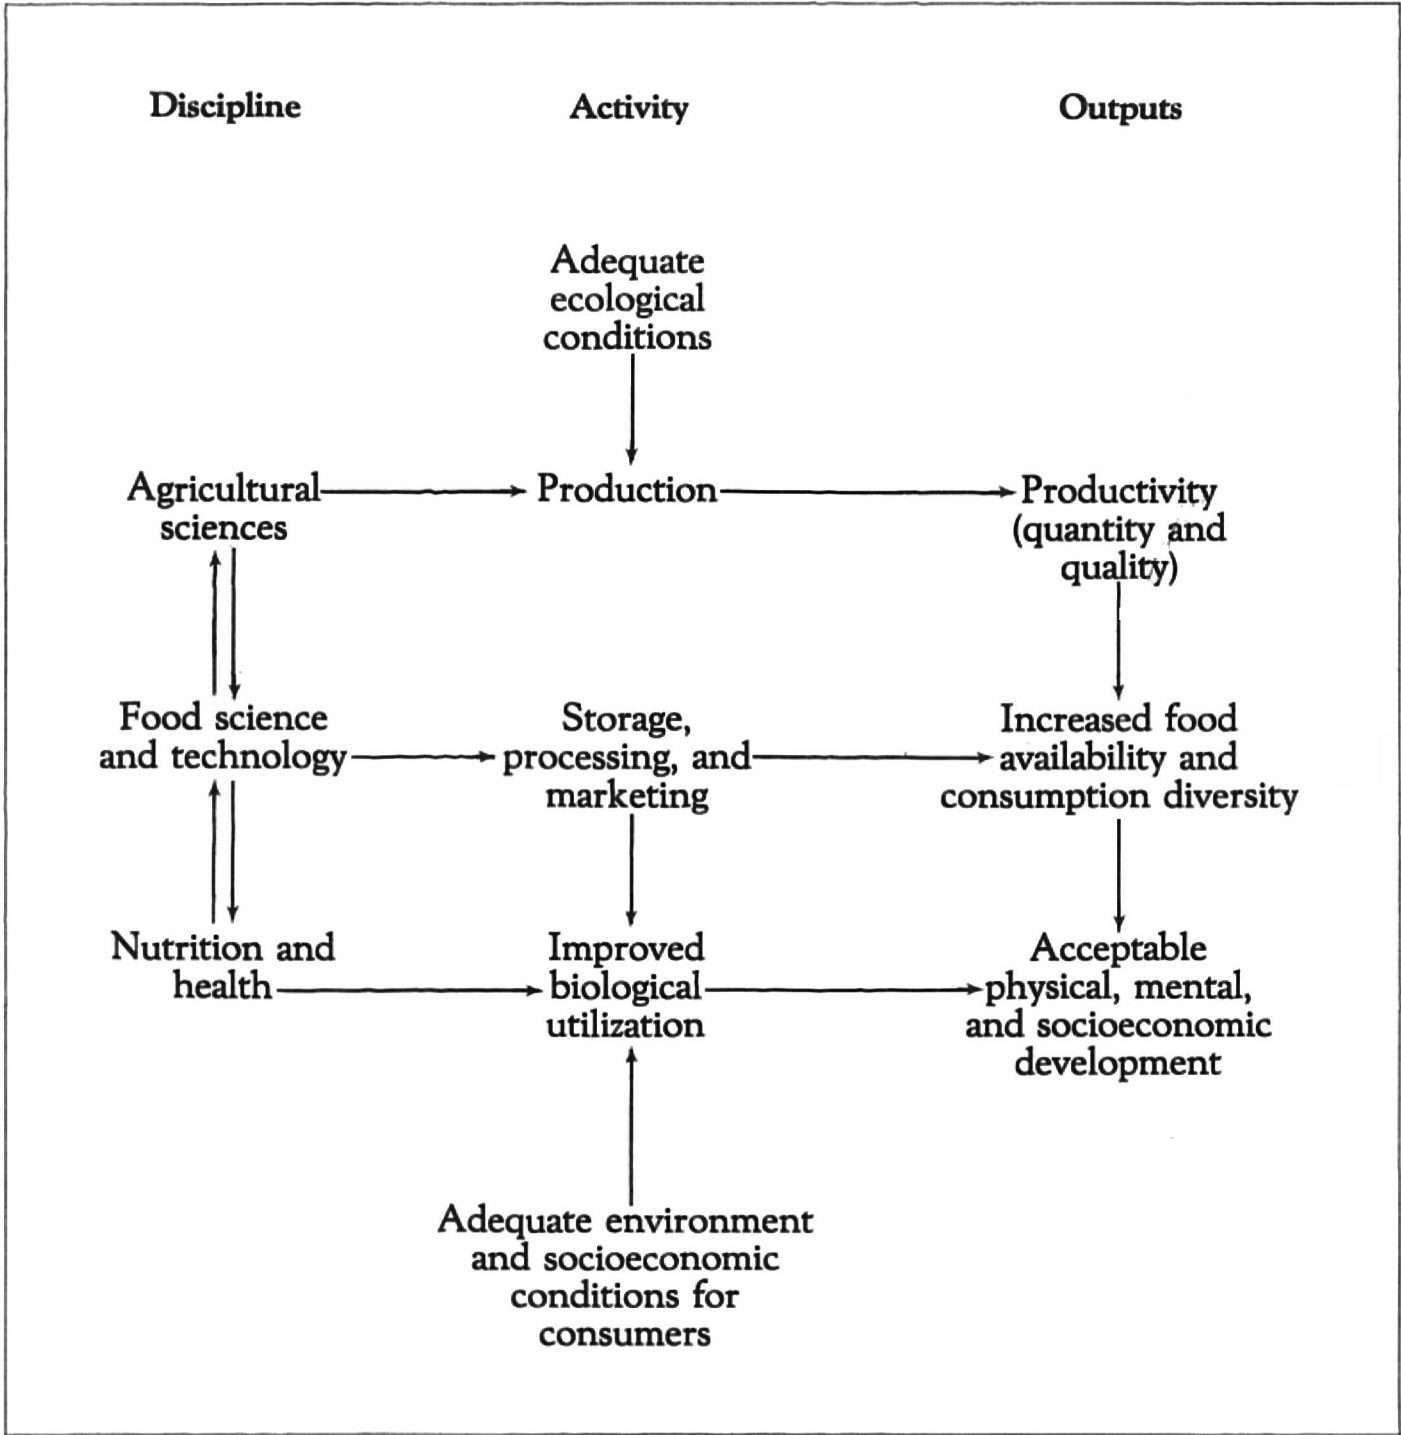 Discipline
Activity
Outputs
Adequate
ecological
conditions
Agricultural
sciences
Production
Productivity
(quantity and
quality)
Food science
and technology
Storage,
processing, and
marketing
Increased food
availability and
consumption diversity
Nutrition and
health
Improved
biological
utilization
Acceptable
physical, mental,
and socioeconomic
development
Adequate environment
and socioeconomic
conditions for
consumers